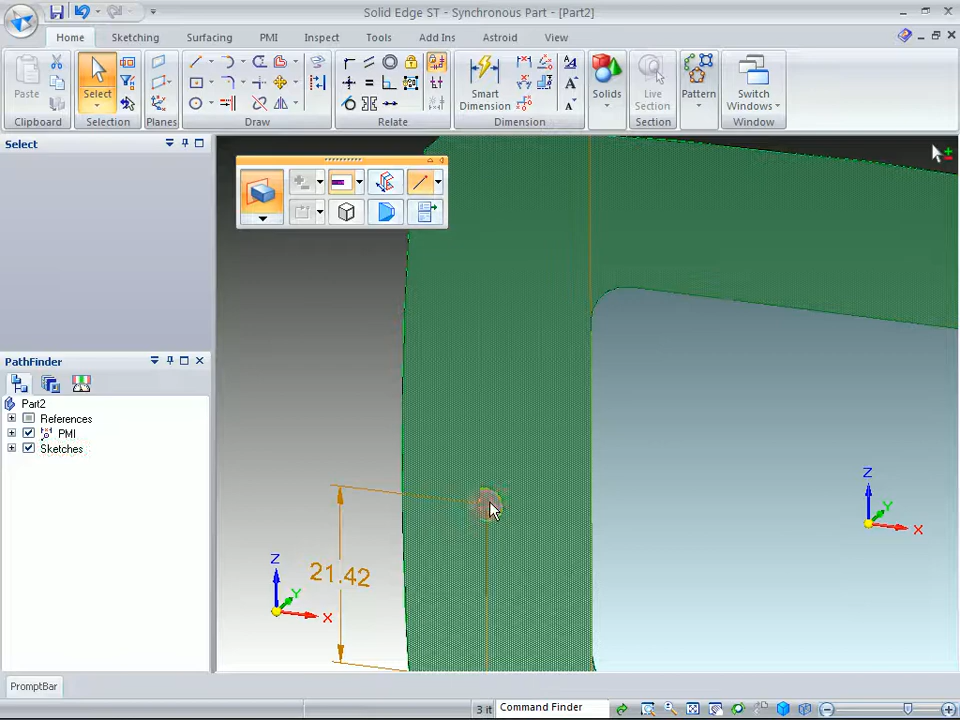 Solid Edge ST - Synchronous Part - [Part2]
Home Sketching Surfacing PMI Inspect Tools Add Ins Astroid View
Paste Select Smart Dimension Solids Live Section Pattern Switch Windows
Clipboard Selection Planes Draw Relate Dimension Section Window
Select
PathFinder
Part2
References
PMI
Sketches
21.42
Z
Y
X
Z
Y
X
PromptBar
3 it Command Finder